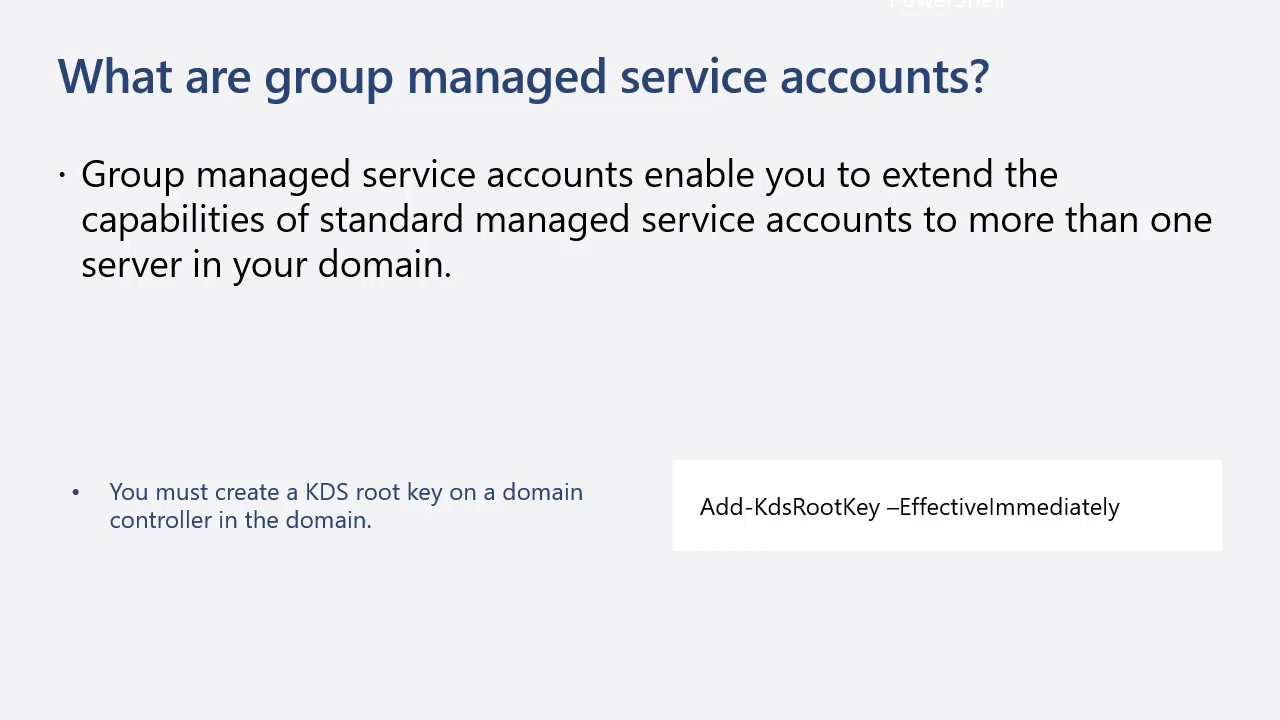 PowerShell
What are group managed service accounts?
· Group managed service accounts enable you to extend the
capabilities of standard managed service accounts to more than one
server in your domain.
• You must create a KDS root key on a domain
controller in the domain.
Add-KdsRootKey –EffectiveImmediately